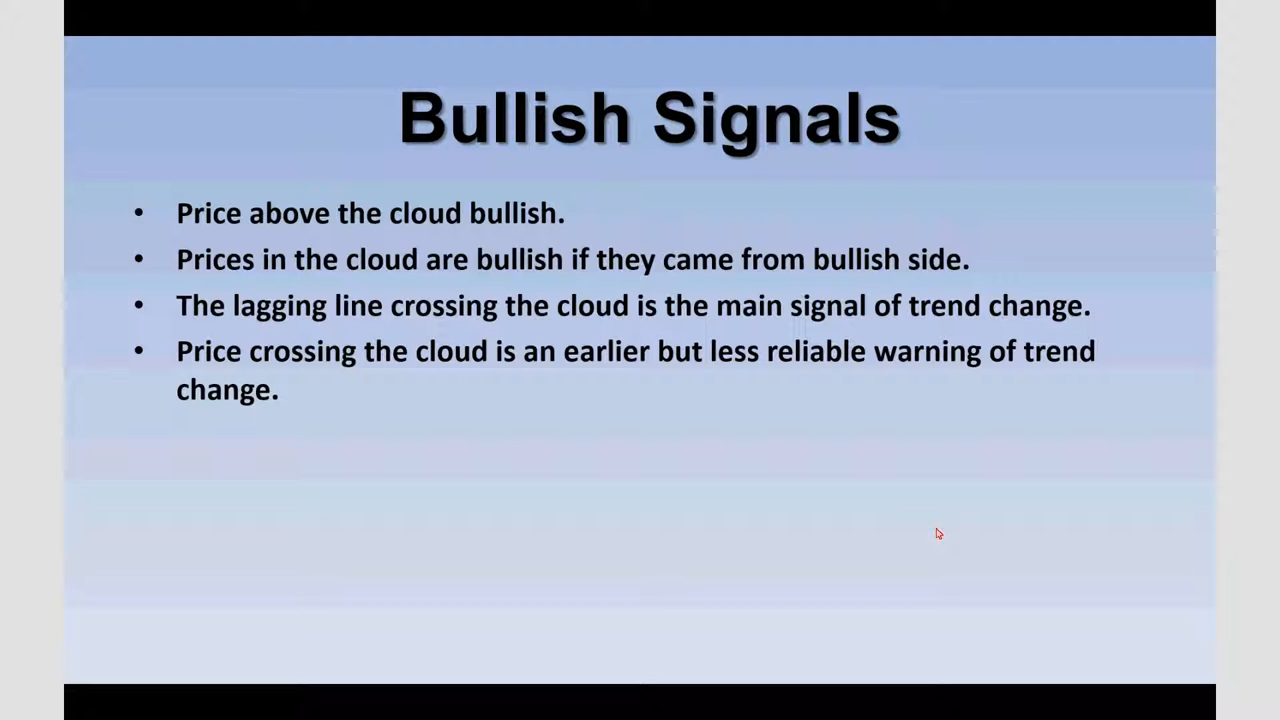 Bullish Signals
• Price above the cloud bullish.
• Prices in the cloud are bullish if they came from bullish side.
• The lagging line crossing the cloud is the main signal of trend change.
• Price crossing the cloud is an earlier but less reliable warning of trend
change.